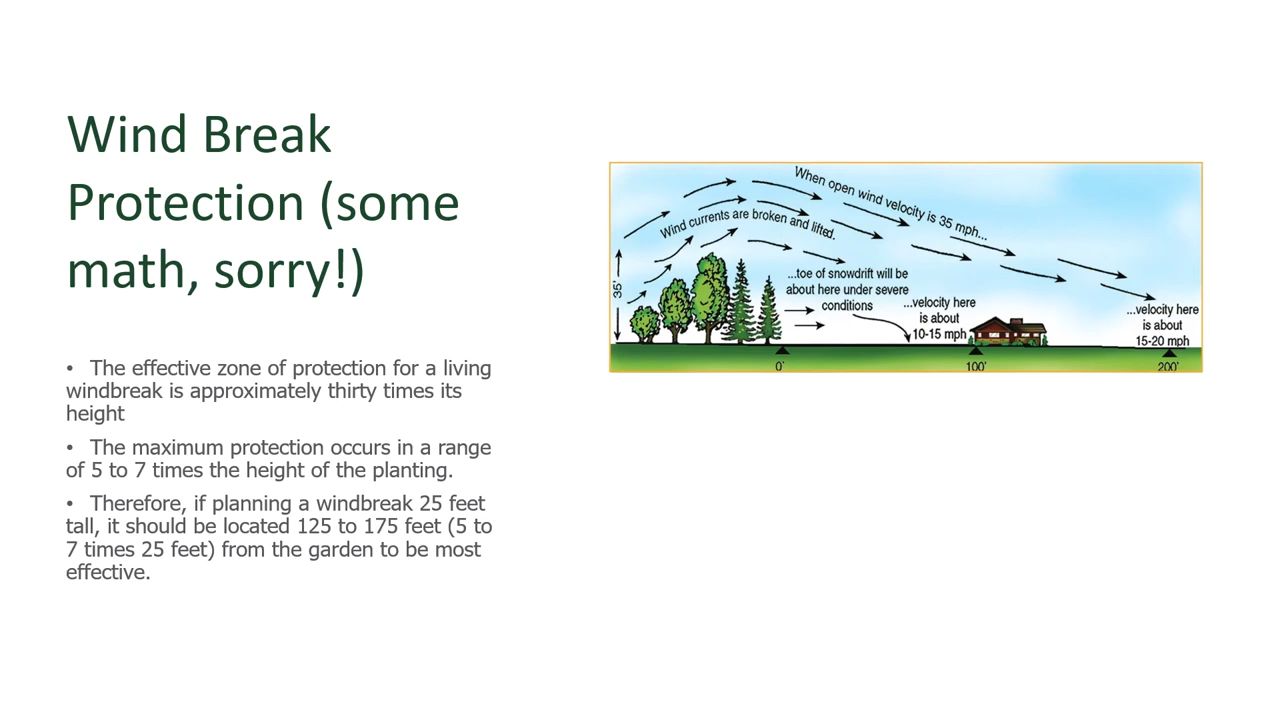 Wind Break
Protection (some
math, sorry!)
• The effective zone of protection for a living
windbreak is approximately thirty times its
height
• The maximum protection occurs in a range
of 5 to 7 times the height of the planting.
• Therefore, if planning a windbreak 25 feet
tall, it should be located 125 to 175 feet (5 to
7 times 25 feet) from the garden to be most
effective.
When open wind velocity is 35 mph...
Wind currents are broken and lifted.
35'
...toe of snowdrift will be
about here under severe
conditions
...velocity here
is about
10-15 mph
...velocity here
is about
15-20 mph
0'
100'
200'